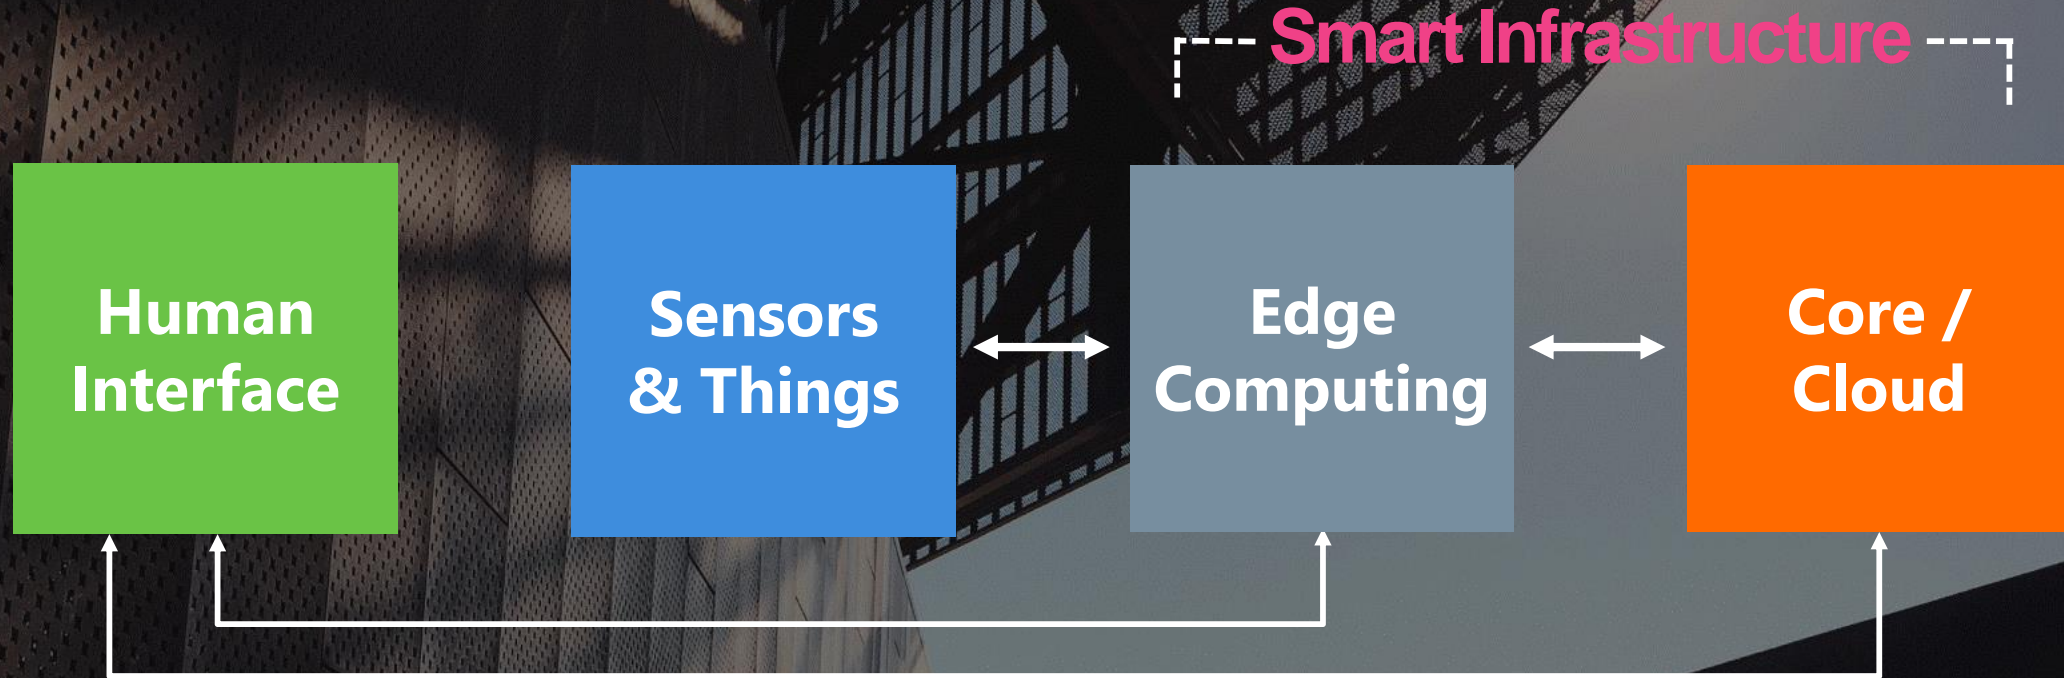 Smart Infrastructure
Human
Interface
Sensors
& Things
Edge
Computing
Core /
Cloud